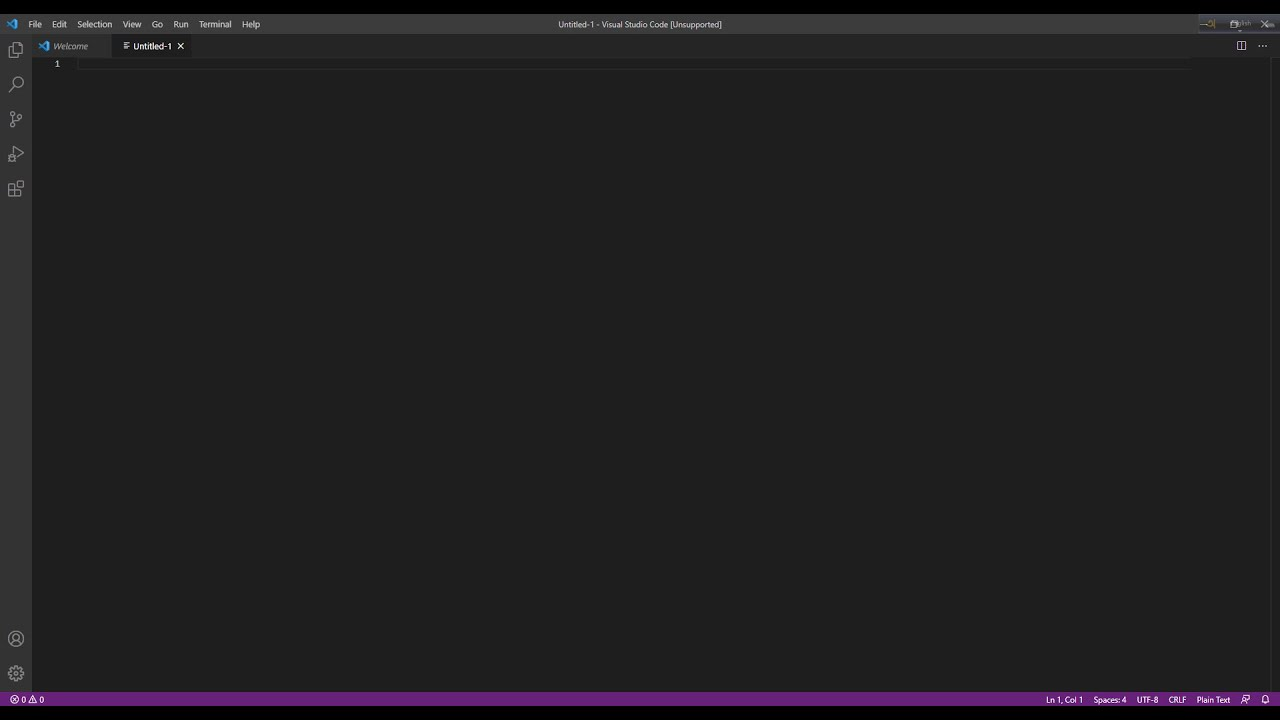 File Edit Selection View Go Run Terminal Help
Untitled-1 - Visual Studio Code [Unsupported]
Welcome
Untitled-1
1
0 0
Ln 1, Col 1 Spaces: 4 UTF-8 CRLF Plain Text